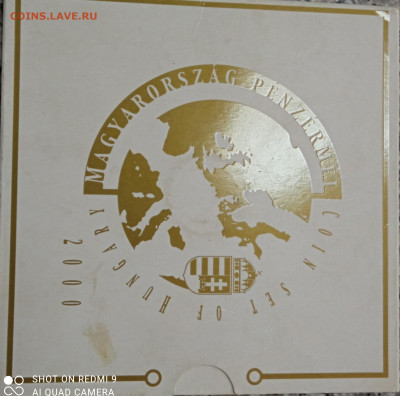 COINS.LAVE.RU
MAGYARORSZÁG PÉNZÉRMÉI
COIN SET OF HUNGARY 2000
SHOT ON REDMI 9
AI QUAD CAMERA